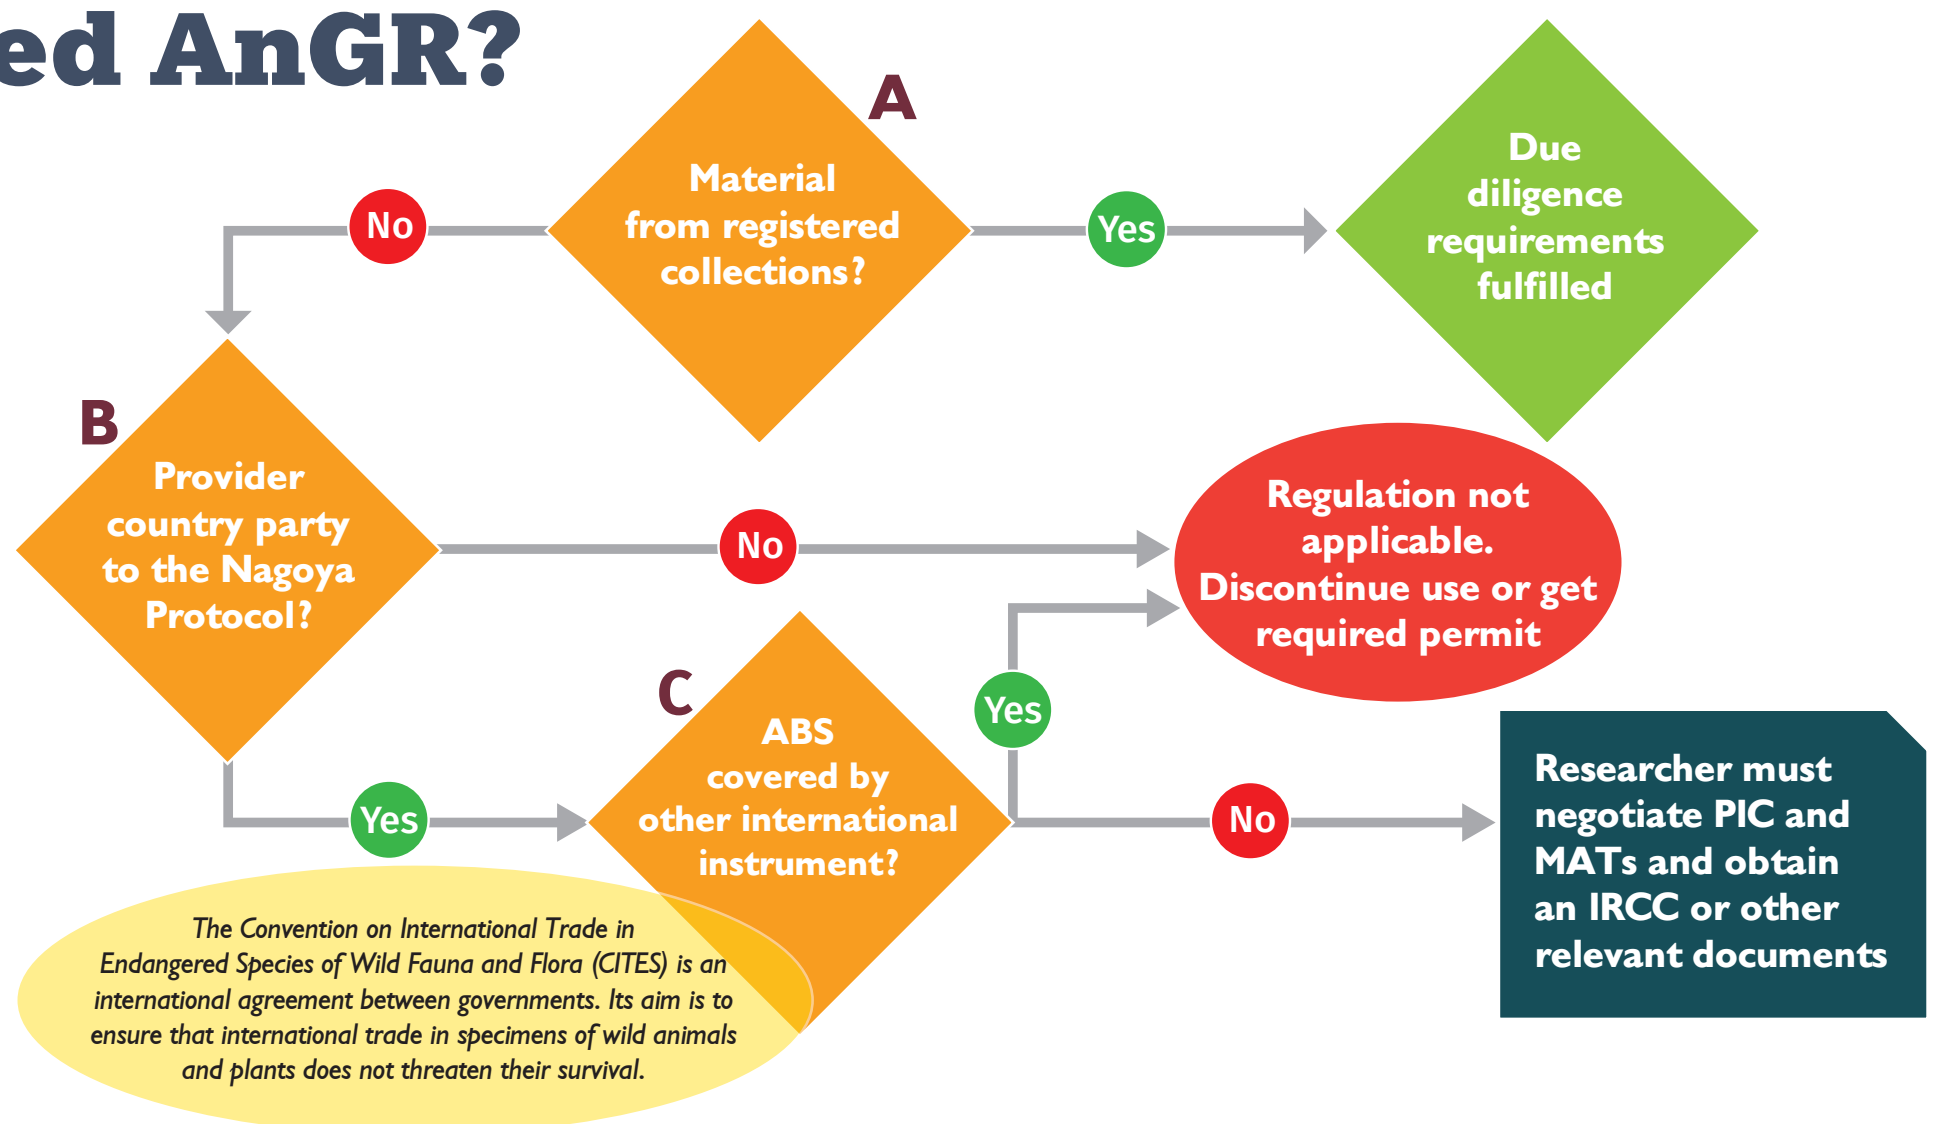 ed AnGR?
A
Material
from registered
collections?
No
Yes
Due
diligence
requirements
fulfilled
B
Provider
country party
to the Nagoya
Protocol?
No
Regulation not
applicable.
Discontinue use or get
required permit
Yes
C
ABS
covered by
other international
instrument?
Yes
No
Researcher must
negotiate PIC and
MATs and obtain
an IRCC or other
relevant documents
The Convention on International Trade in
Endangered Species of Wild Fauna and Flora (CITES) is an
international agreement between governments. Its aim is to
ensure that international trade in specimens of wild animals
and plants does not threaten their survival.